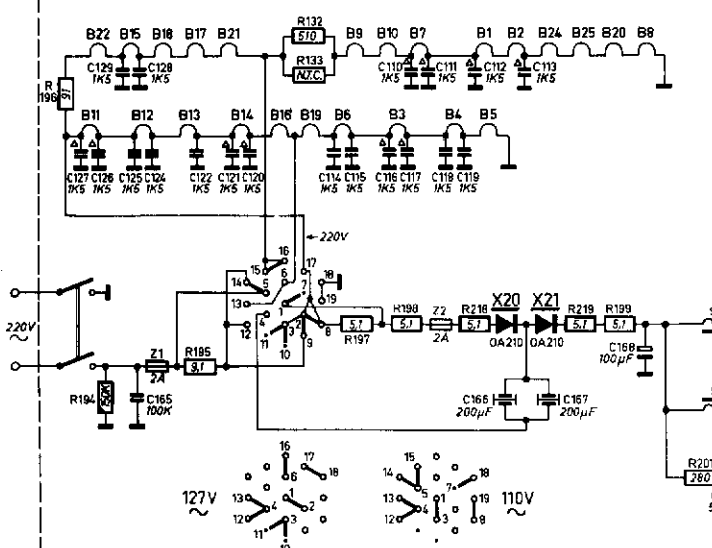 B22 B15 B18 B17 B21 R132 B9 B10 B7 B1 B2 B24 B25 B20 B8
510
R133
N.T.C.
C129 C128 C110 C111 C112 C113
1K5 1K5 1K5 1K5 1K5 1K5
R
196
91
B11 B12 B13 B14 B16 B19 B6 B3 B4 B5
C127 C126 C125 C124 C122 C121 C120 C114 C115 C116 C117 C118 C119
1K5 1K5 1K5 1K5 1K5 1K5 1K5 1K5 1K5 1K5 1K5 1K5 1K5
220V
16
15 17
14 5 6 7 18
13 1 19
4 2
12 11 3 8
10 9
220V
Z1
2A
R195
9,1
R194
150K
C165
100K
5,1
R197
R198
5,1
Z2
2A
R218
5,1
X20
OA210
X21
OA210
R219
5,1
R199
5,1
C168
100µF
C166
200µF
C167
200µF
R201
280
127V
16
17
6 18
13 1
4 2
12 3
11
10
110V
15
14 18
5 7
13 1 19
4
12 3 8